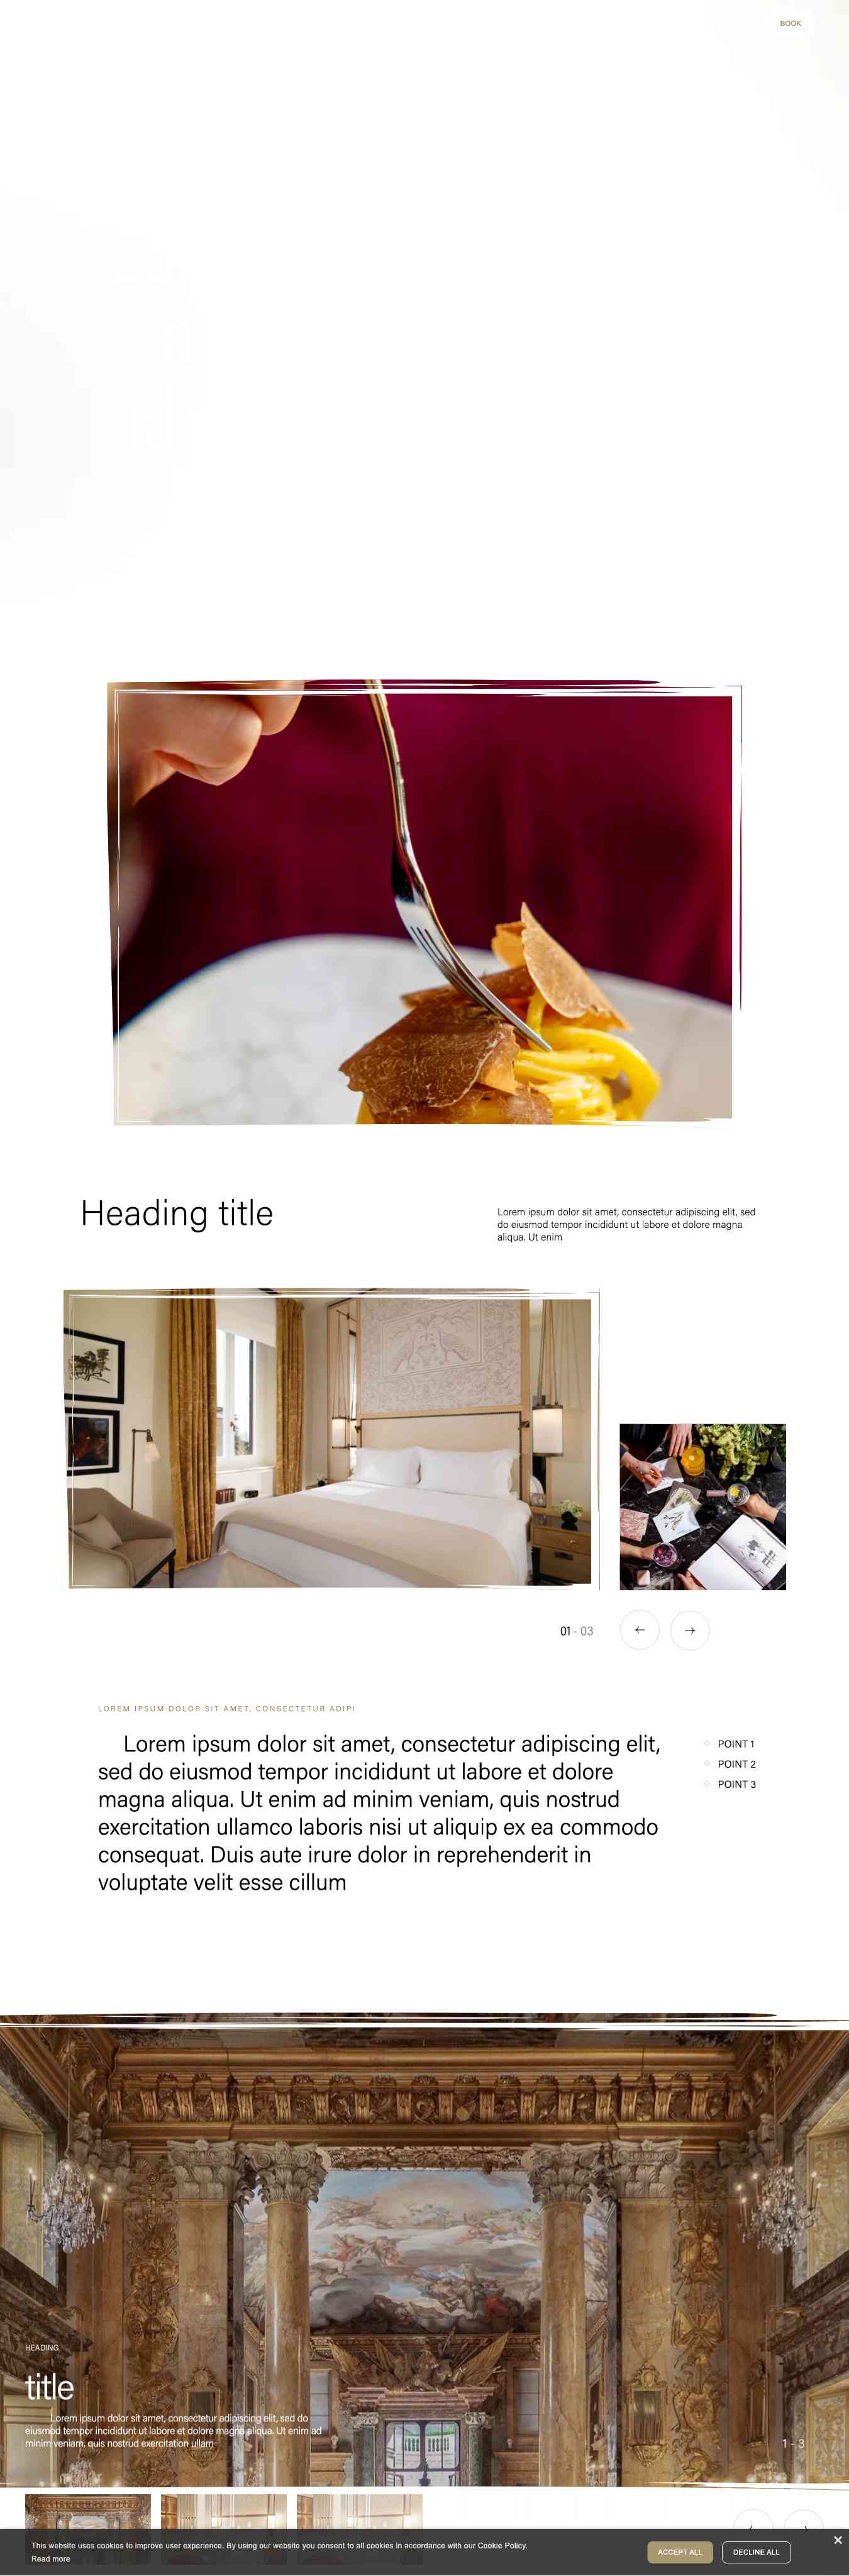 BOOK
Heading title
Lorem ipsum dolor sit amet, consectetur adipiscing elit, sed
do eiusmod tempor incididunt ut labore et dolore magna
aliqua. Ut enim
01 - 03
LOREM IPSUM DOLOR SIT AMET, CONSECTETUR ADIPI
Lorem ipsum dolor sit amet, consectetur adipiscing elit,
sed do eiusmod tempor incididunt ut labore et dolore
magna aliqua. Ut enim ad minim veniam, quis nostrud
exercitation ullamco laboris nisi ut aliquip ex ea commodo
consequat. Duis aute irure dolor in reprehenderit in
voluptate velit esse cillum
POINT 1
POINT 2
POINT 3
HEADING
title
Lorem ipsum dolor sit amet, consectetur adipiscing elit, sed do
eiusmod tempor incididunt ut labore et dolore magna aliqua. Ut enim ad
minim veniam, quis nostrud exercitation ullam
1 - 3
This website uses cookies to improve user experience. By using our website you consent to all cookies in accordance with our Cookie Policy.
Read more
ACCEPT ALL
DECLINE ALL